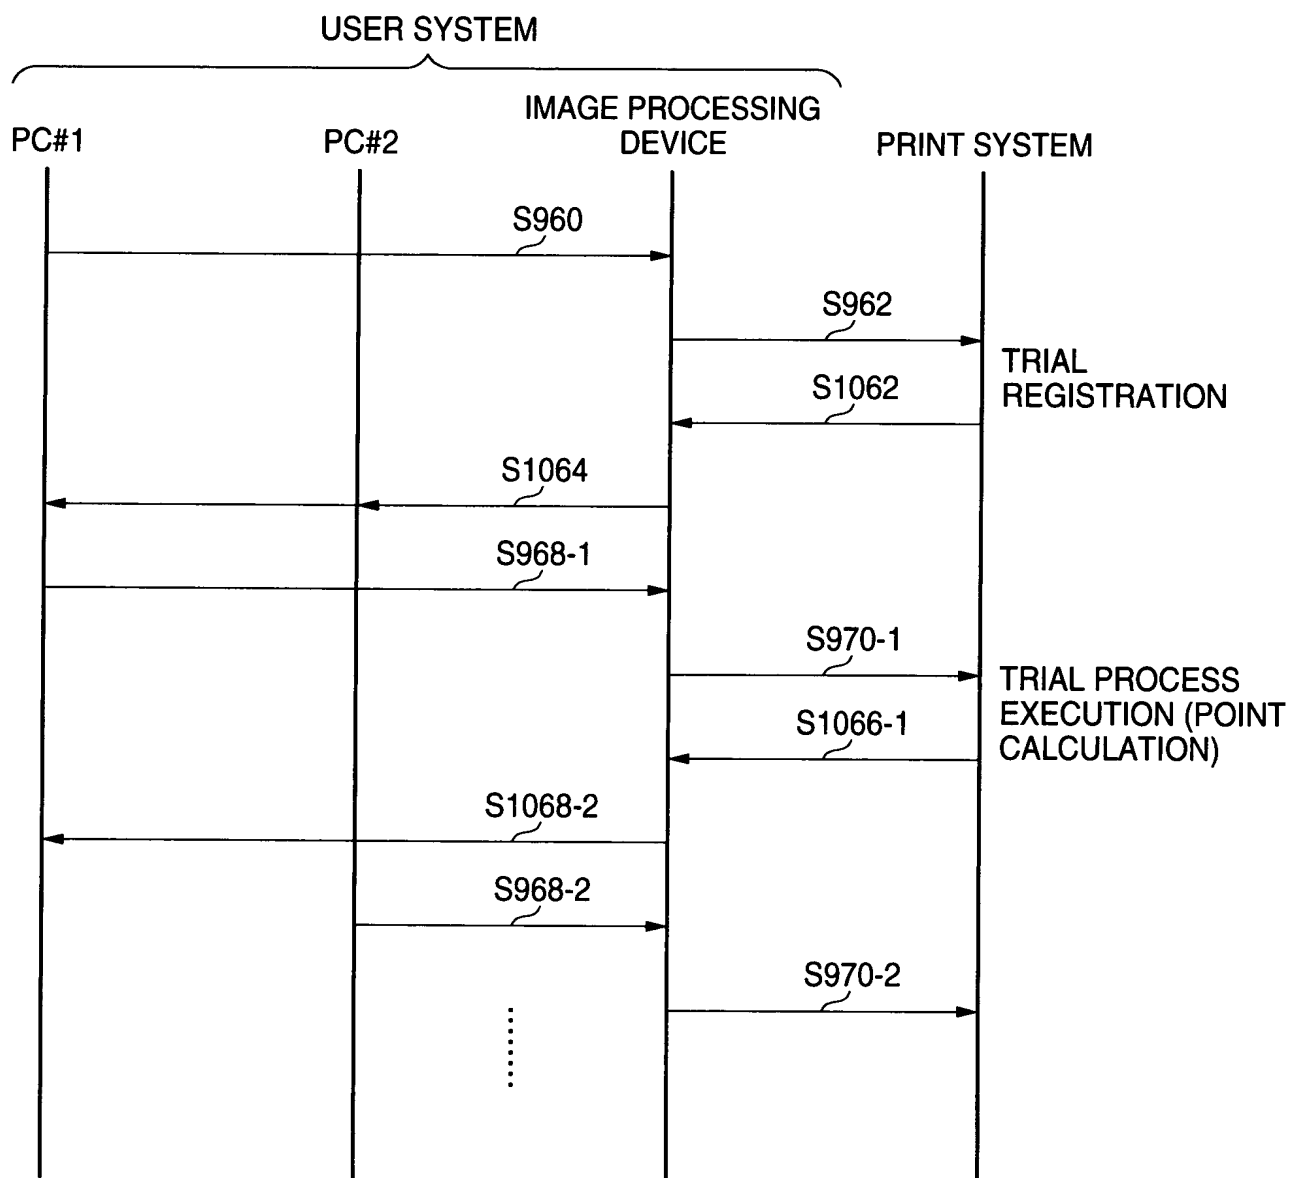 USER SYSTEM
PC#1
PC#2
IMAGE PROCESSING
DEVICE
PRINT SYSTEM
S960
S962
TRIAL
REGISTRATION
S1062
S1064
S968-1
S970-1
TRIAL PROCESS
EXECUTION (POINT
CALCULATION)
S1066-1
S1068-2
S968-2
S970-2